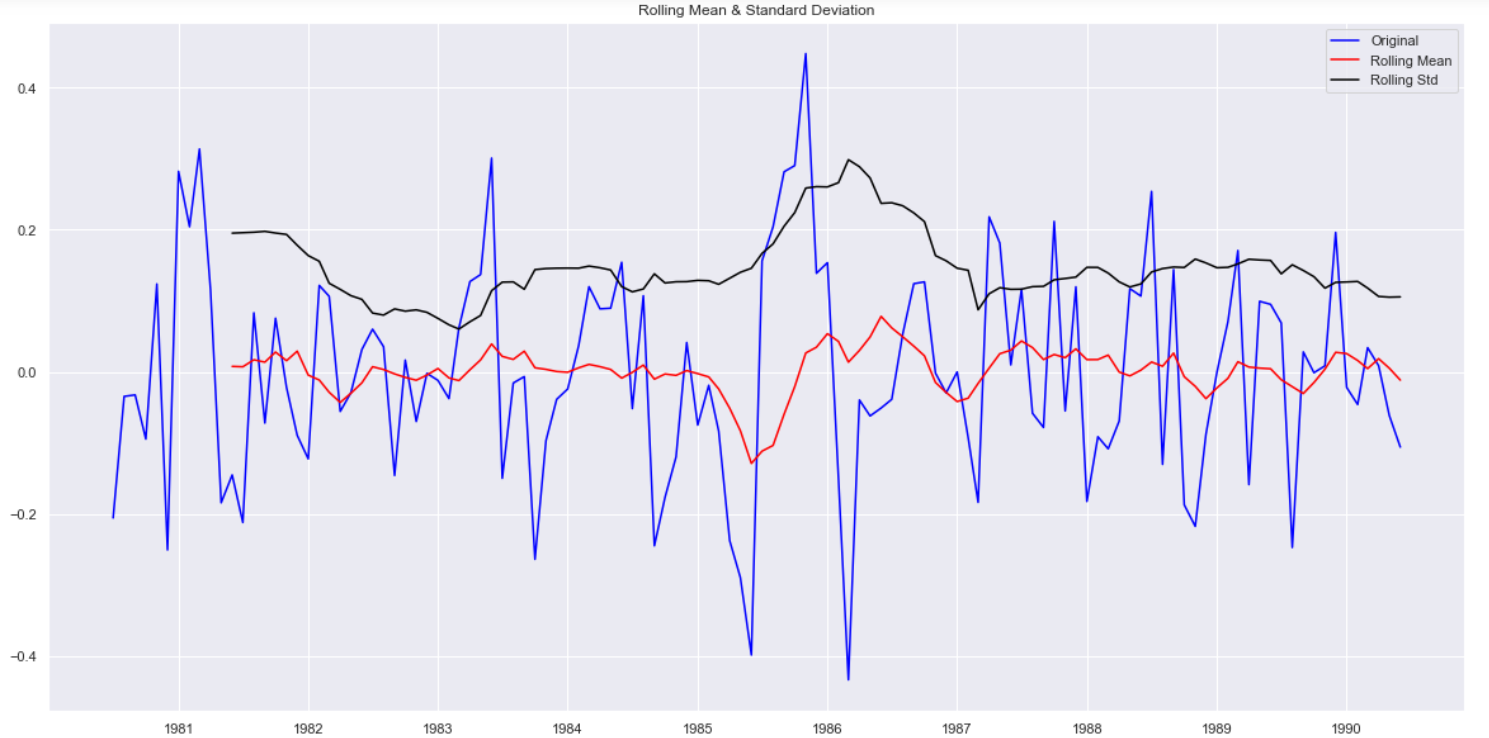 Rolling Mean & Standard Deviation
Original
Rolling Mean
Rolling Std
0.4
0.2
0.0
−0.2
−0.4
1981 1982 1983 1984 1985 1986 1987 1988 1989 1990